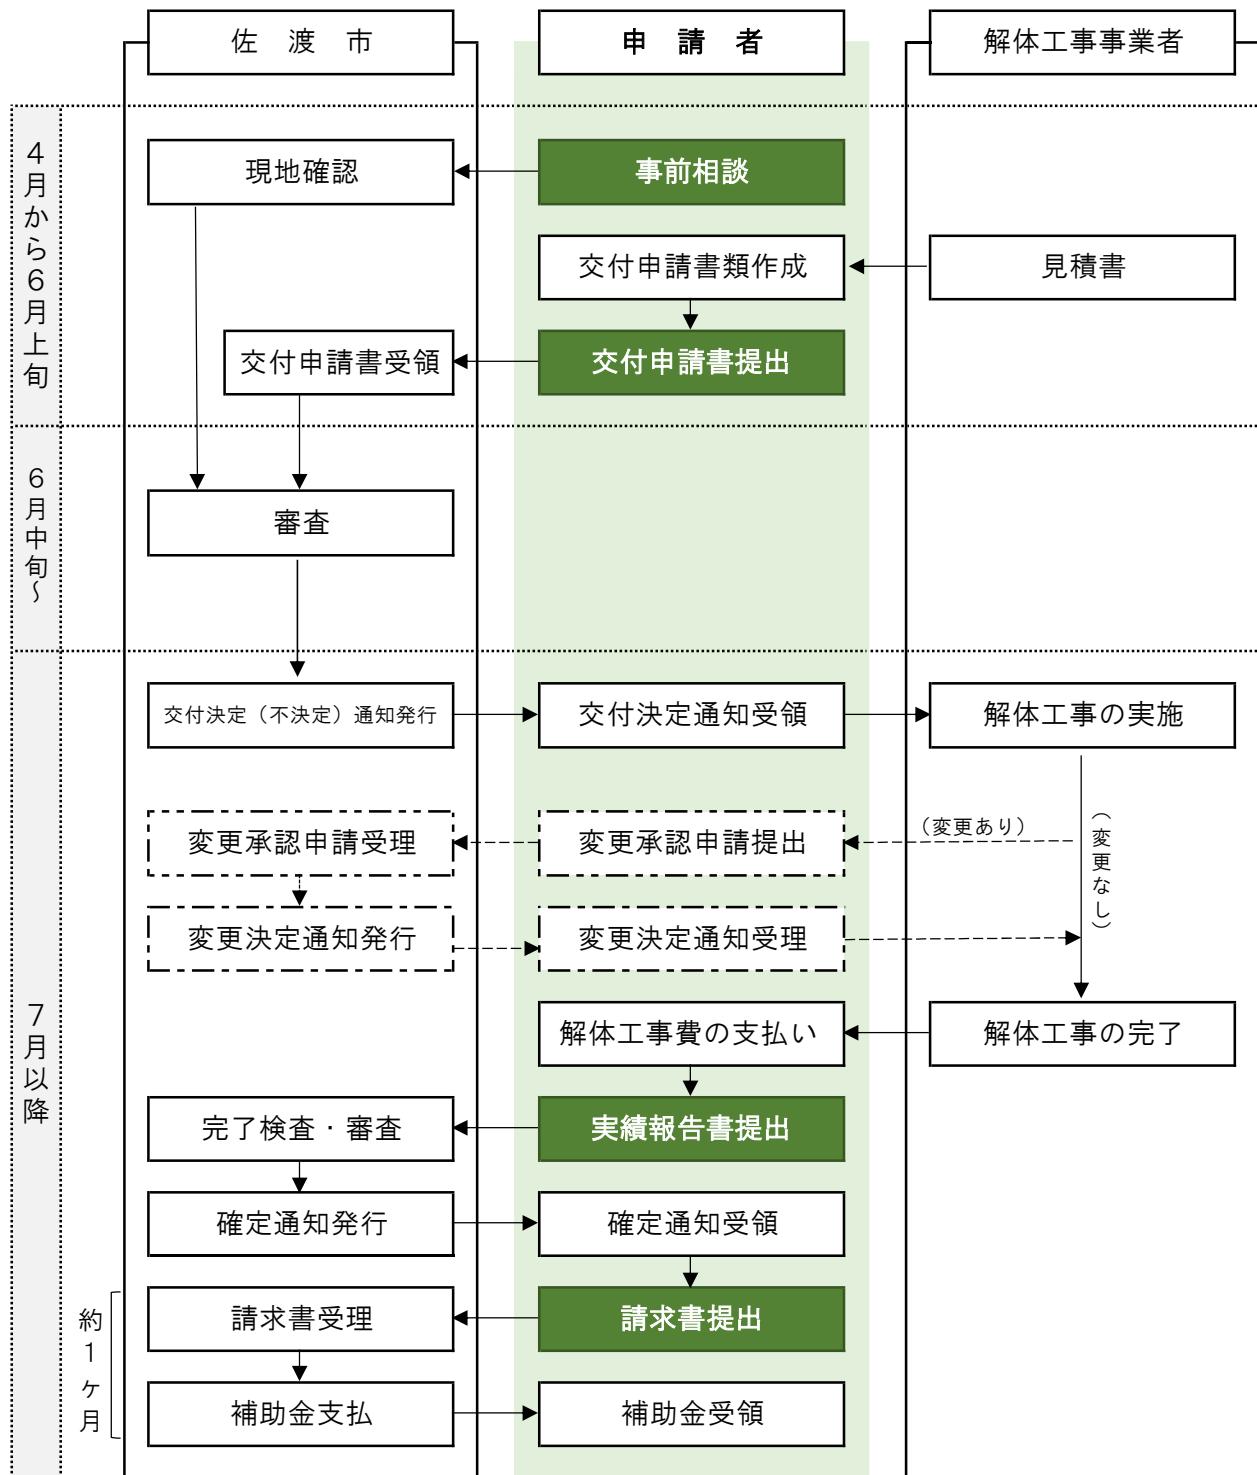 佐 渡 市
申 請 者
解体工事事業者
4月から6月上旬
現地確認
事前相談
交付申請書類作成
見積書
交付申請書受領
交付申請書提出
6月中旬~
審査
7月以降
交付決定（不決定）通知発行
交付決定通知受領
解体工事の実施
変更承認申請受理
変更承認申請提出
（変更あり）
（変更なし）
変更決定通知発行
変更決定通知受理
解体工事費の支払い
解体工事の完了
完了検査・審査
実績報告書提出
確定通知発行
確定通知受領
約1ヶ月
請求書受理
請求書提出
補助金支払
補助金受領